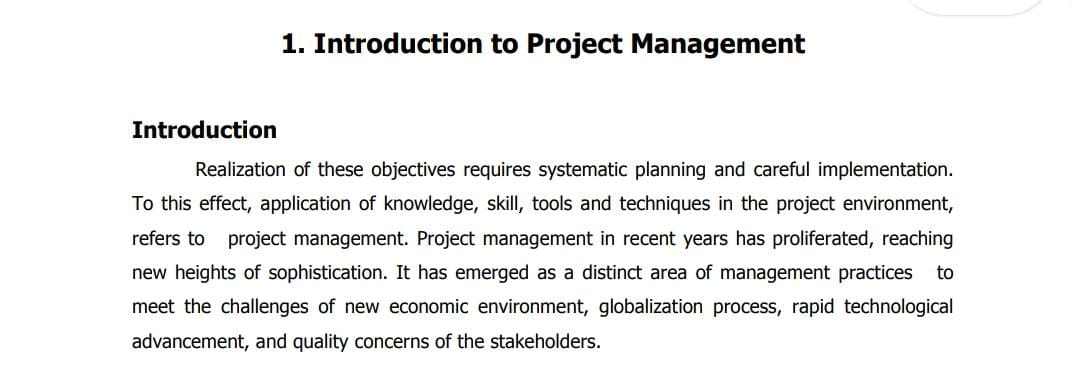 1. Introduction to Project Management
Introduction
Realization of these objectives requires systematic planning and careful implementation.
To this effect, application of knowledge, skill, tools and techniques in the project environment,
refers to project management. Project management in recent years has proliferated, reaching
new heights of sophistication. It has emerged as a distinct area of management practices to
meet the challenges of new economic environment, globalization process, rapid technological
advancement, and quality concerns of the stakeholders.